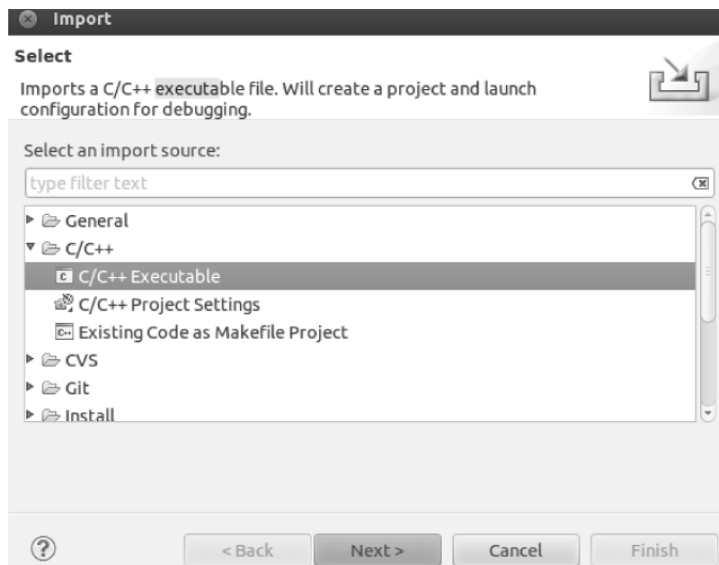 Import
Select
Imports a C/C++ executable file. Will create a project and launch
configuration for debugging.
Select an import source:
type filter text
General
C/C++
C/C++ Executable
C/C++ Project Settings
Existing Code as Makefile Project
CVS
Git
Install
< Back Next > Cancel Finish